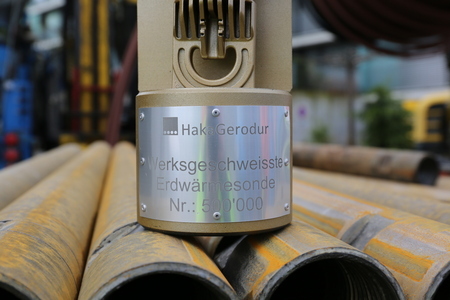 HakaGerodur
Werksgeschweisste
Erdwärmesonde
Nr.: 500'000